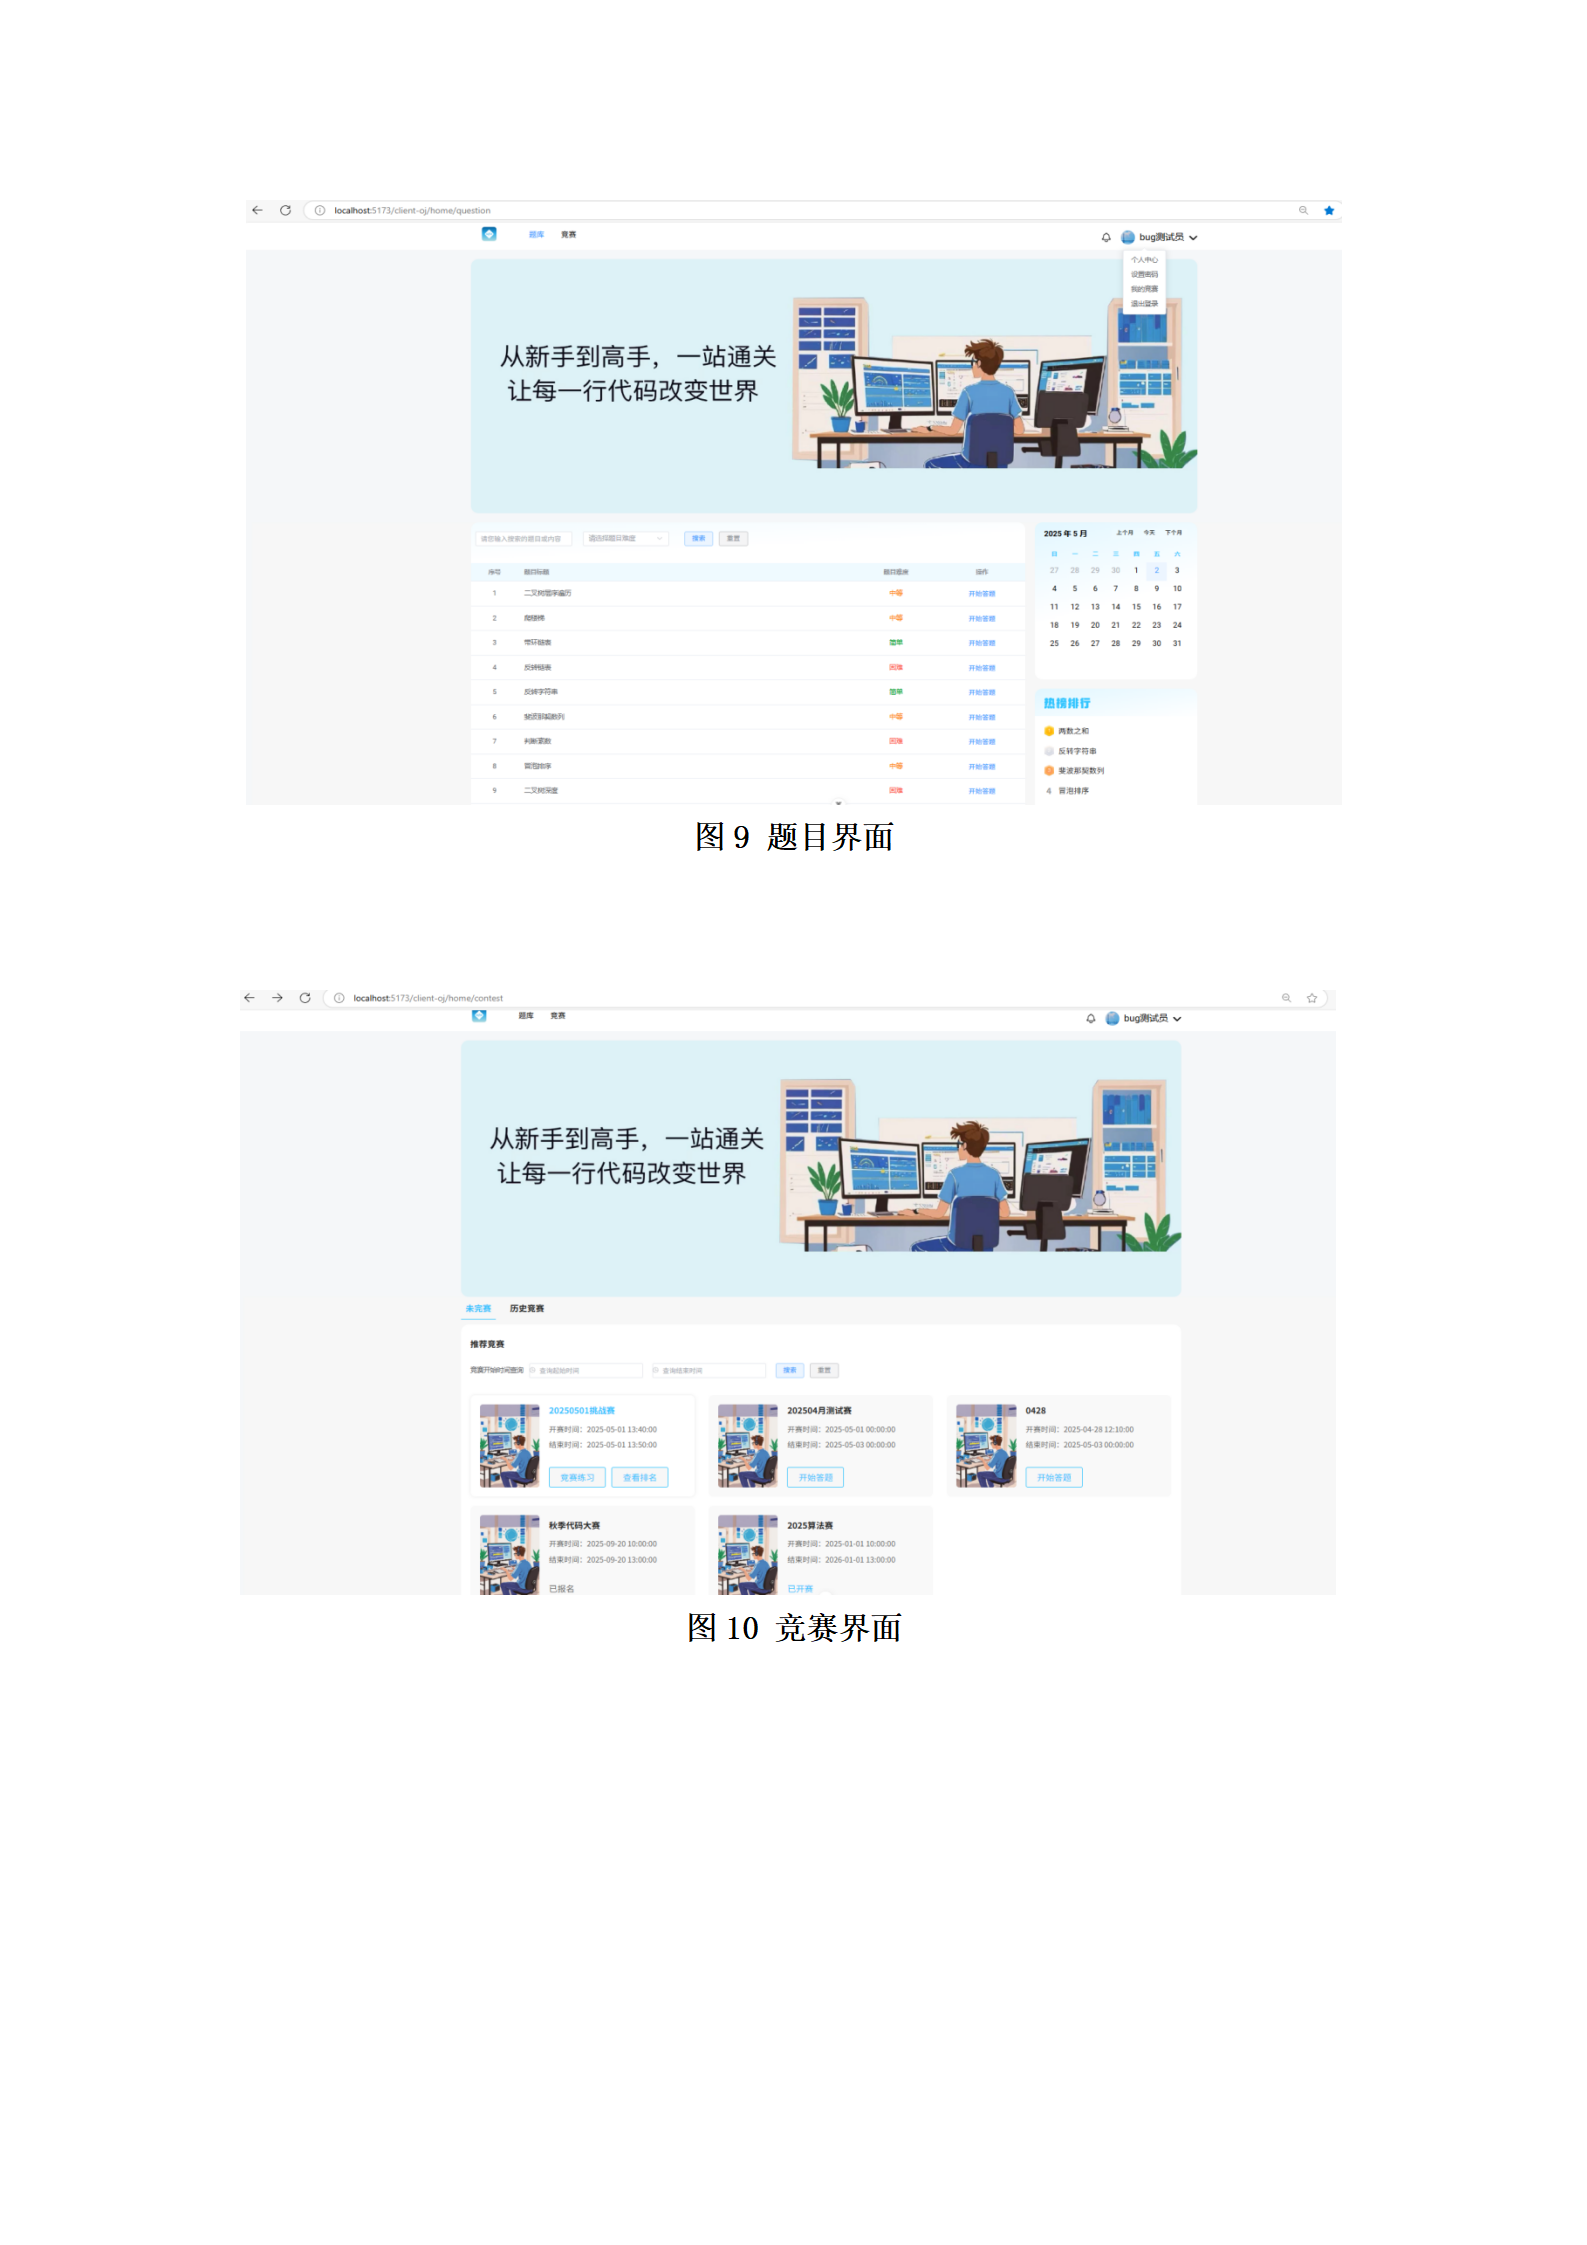 localhost:5173/client-oj/home/question
题库 竞赛
bug测试员
个人中心
设置密码
我的竞赛
退出登录
从新手到高手，一站通关
让每一行代码改变世界
请您输入搜索的题目或内容 请选择题目难度 搜索 重置
序号 题目标题 题目难度 操作
1 二叉树層序遍历 中等 开始答题
2 爬楼梯 中等 开始答题
3 带环链表 简单 开始答题
4 反转链表 困难 开始答题
5 反转字符串 简单 开始答题
6 斐波那契数列 中等 开始答题
7 判断素数 困难 开始答题
8 冒泡排序 中等 开始答题
9 二叉树深度 困难 开始答题
2025 年 5 月 上个月 今天 下个月
日 一 二 三 四 五 六
27 28 29 30 1 2 3
4 5 6 7 8 9 10
11 12 13 14 15 16 17
18 19 20 21 22 23 24
25 26 27 28 29 30 31
热榜排行
两数之和
反转字符串
斐波那契数列
4 冒泡排序
图 9 题目界面
localhost:5173/client-oj/home/contest
题库 竞赛
bug测试员
从新手到高手，一站通关
让每一行代码改变世界
未完赛 历史竞赛
推荐竞赛
竞赛开始时间查询 查询起始时间 查询结束时间 搜索 重置
20250501挑战赛
开赛时间：2025-05-01 13:40:00
结束时间：2025-05-01 13:50:00
竞赛练习 查看排名
202504月测试赛
开赛时间：2025-05-01 00:00:00
结束时间：2025-05-03 00:00:00
开始答题
0428
开赛时间：2025-04-28 12:10:00
结束时间：2025-05-03 00:00:00
开始答题
秋季代码大赛
开赛时间：2025-09-20 10:00:00
结束时间：2025-09-20 13:00:00
已报名
2025算法赛
开赛时间：2025-01-01 10:00:00
结束时间：2026-01-01 13:00:00
已开赛
图 10 竞赛界面